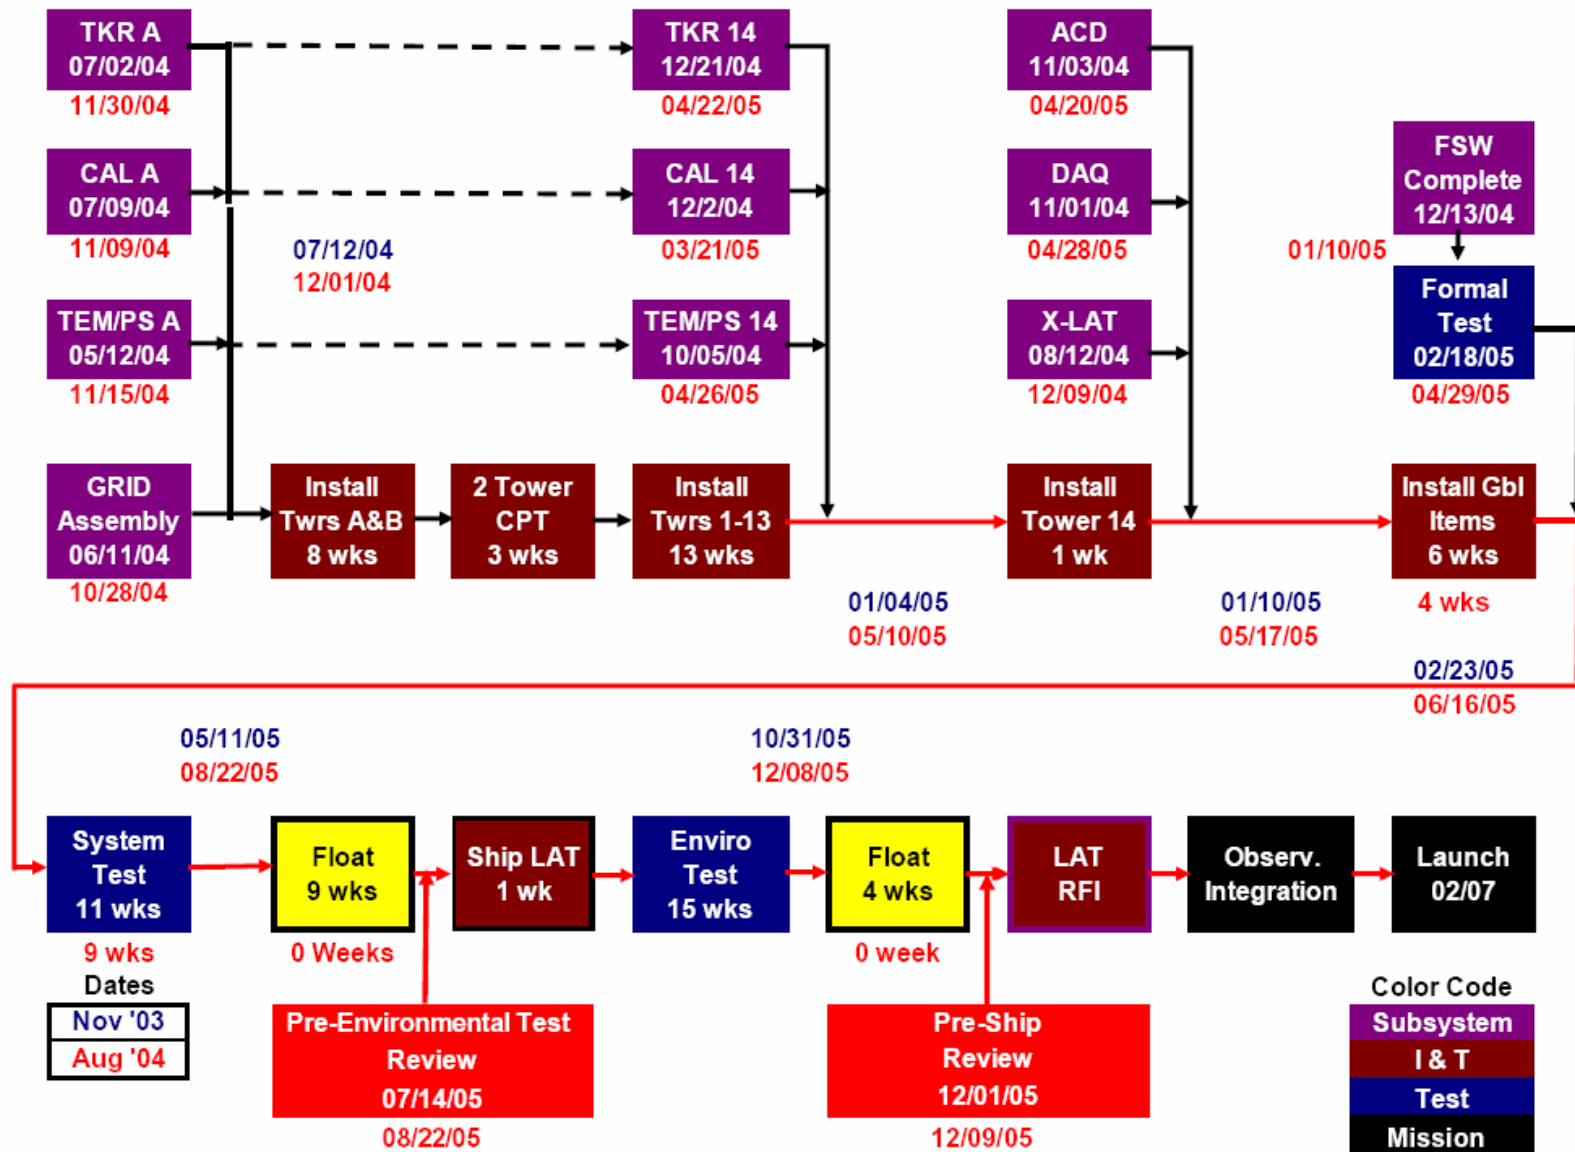 TKR A
07/02/04
11/30/04
TKR 14
12/21/04
04/22/05
ACD
11/03/04
04/20/05
CAL A
07/09/04
11/09/04
CAL 14
12/2/04
03/21/05
DAQ
11/01/04
04/28/05
FSW
Complete
12/13/04
01/10/05
07/12/04
12/01/04
TEM/PS A
05/12/04
11/15/04
TEM/PS 14
10/05/04
04/26/05
X-LAT
08/12/04
12/09/04
Formal
Test
02/18/05
04/29/05
GRID
Assembly
06/11/04
10/28/04
Install
Twrs A&B
8 wks
2 Tower
CPT
3 wks
Install
Twrs 1-13
13 wks
Install
Tower 14
1 wk
Install Gbl
Items
6 wks
4 wks
01/04/05
05/10/05
01/10/05
05/17/05
02/23/05
06/16/05
05/11/05
08/22/05
10/31/05
12/08/05
System
Test
11 wks
9 wks
Float
9 wks
0 Weeks
Ship LAT
1 wk
Enviro
Test
15 wks
Float
4 wks
0 week
LAT
RFI
Observ.
Integration
Launch
02/07
Dates
Nov '03
Aug '04
Pre-Environmental Test
Review
07/14/05
08/22/05
Pre-Ship
Review
12/01/05
12/09/05
Color Code
Subsystem
I & T
Test
Mission